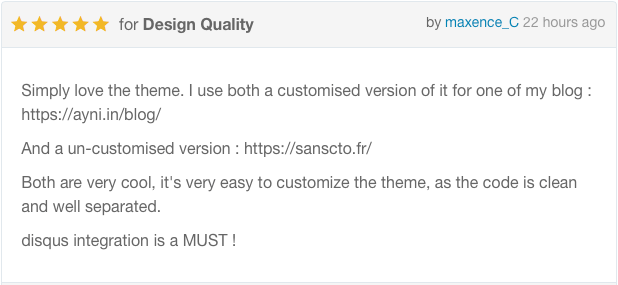 for Design Quality
by maxence_C 22 hours ago
Simply love the theme. I use both a customised version of it for one of my blog :
https://ayni.in/blog/
And a un-customised version : https://sanscto.fr/
Both are very cool, it's very easy to customize the theme, as the code is clean
and well separated.
disqus integration is a MUST !